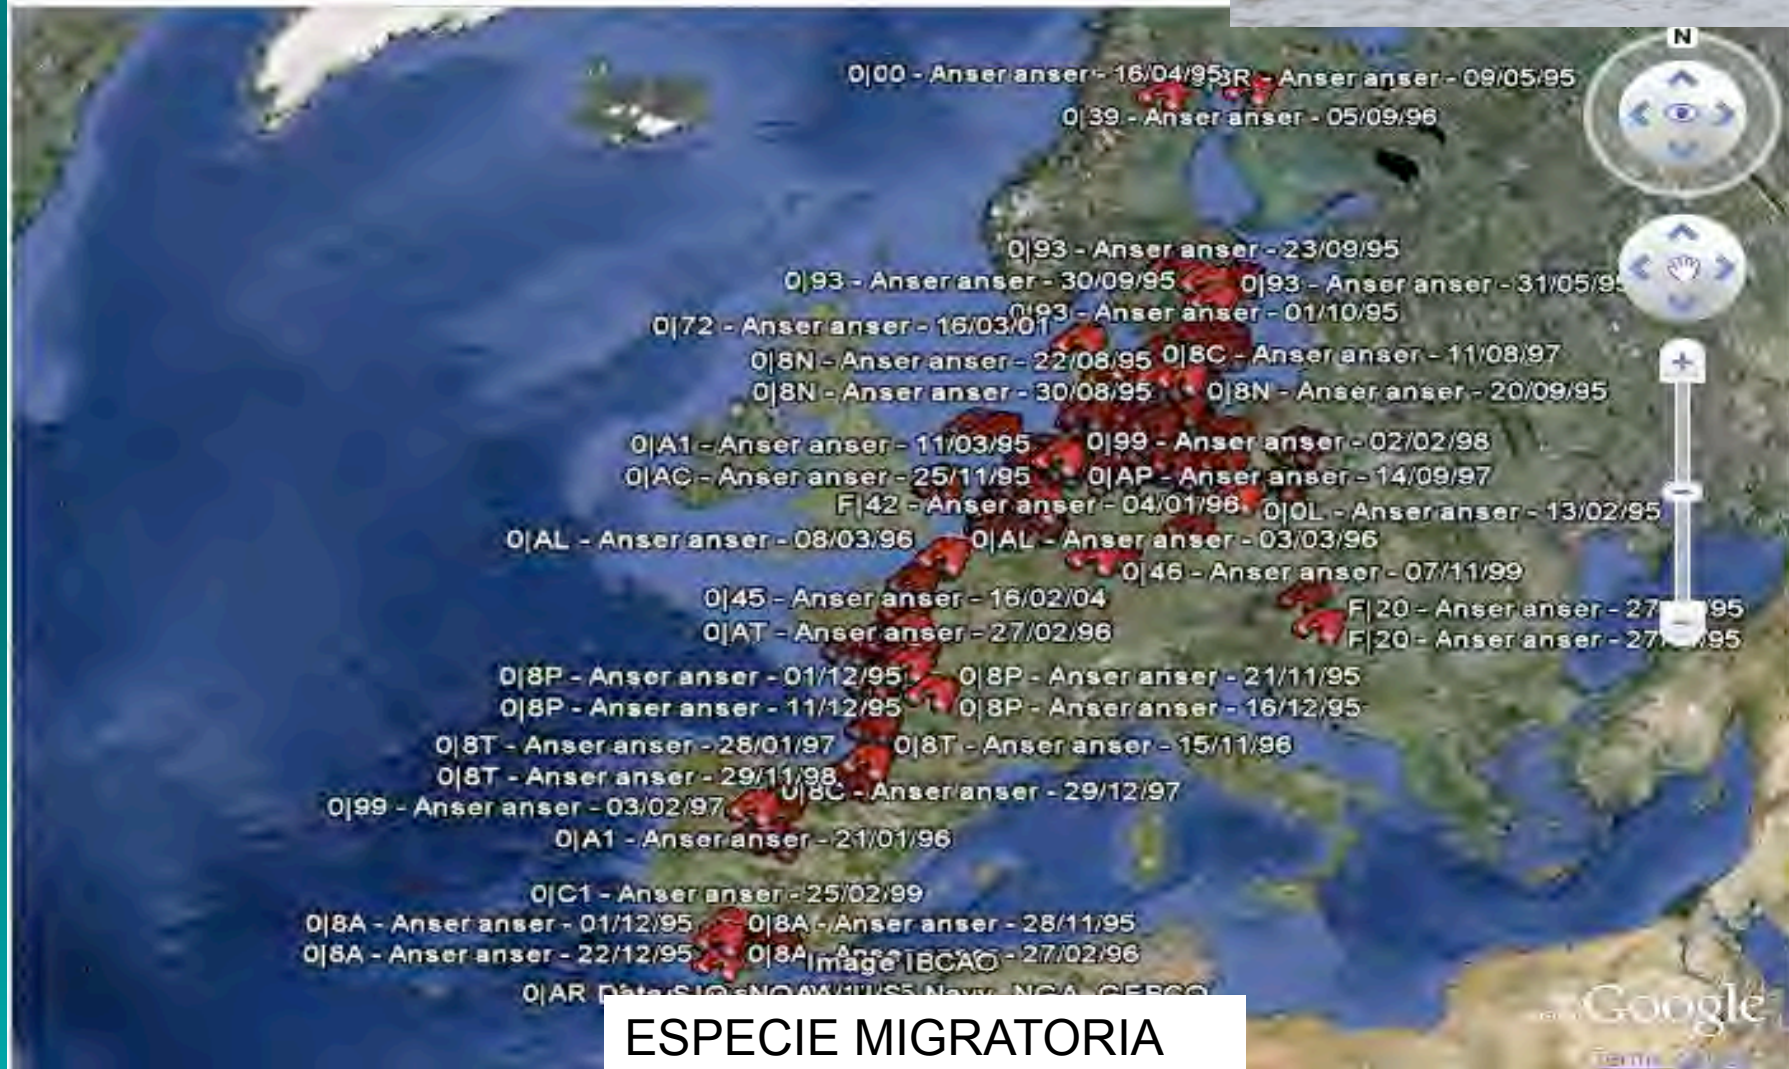 N
0|00 - Anser anser - 16/04/95 3R - Anser anser - 09/05/95
0|39 - Anser anser - 05/09/96
0|93 - Anser anser - 23/09/95
0|93 - Anser anser - 30/09/95 0|93 - Anser anser - 31/05/95
0|93 - Anser anser - 01/10/95
0|72 - Anser anser - 16/03/01
0|8N - Anser anser - 22/08/95 0|8C - Anser anser - 11/08/97
0|8N - Anser anser - 30/08/95 0|8N - Anser anser - 20/09/95
0|A1 - Anser anser - 11/03/95 0|99 - Anser anser - 02/02/98
0|AC - Anser anser - 25/11/95 0|AP - Anser anser - 14/09/97
F|42 - Anser anser - 04/01/96 0|0L - Anser anser - 13/02/95
0|AL - Anser anser - 08/03/96 0|AL - Anser anser - 03/03/96
0|46 - Anser anser - 07/11/99
0|45 - Anser anser - 16/02/04
F|20 - Anser anser - 27 95
0|AT - Anser anser - 27/02/96
F|20 - Anser anser - 27 95
0|8P - Anser anser - 01/12/95 0|8P - Anser anser - 21/11/95
0|8P - Anser anser - 11/12/95 0|8P - Anser anser - 16/12/95
0|8T - Anser anser - 28/01/97 0|8T - Anser anser - 15/11/96
0|8T - Anser anser - 29/11/98
0|8C - Anser anser - 29/12/97
0|99 - Anser anser - 03/02/97
0|A1 - Anser anser - 21/01/96
0|C1 - Anser anser - 25/02/99
0|8A - Anser anser - 01/12/95 0|8A - Anser anser - 28/11/95
0|8A - Anser anser - 22/12/95 0|8A - Anser anser - 27/02/96
Image IBCAO
0|AR Data SIO, NOAA, U.S. Navy, NGA, GEBCO
Google
ESPECIE MIGRATORIA